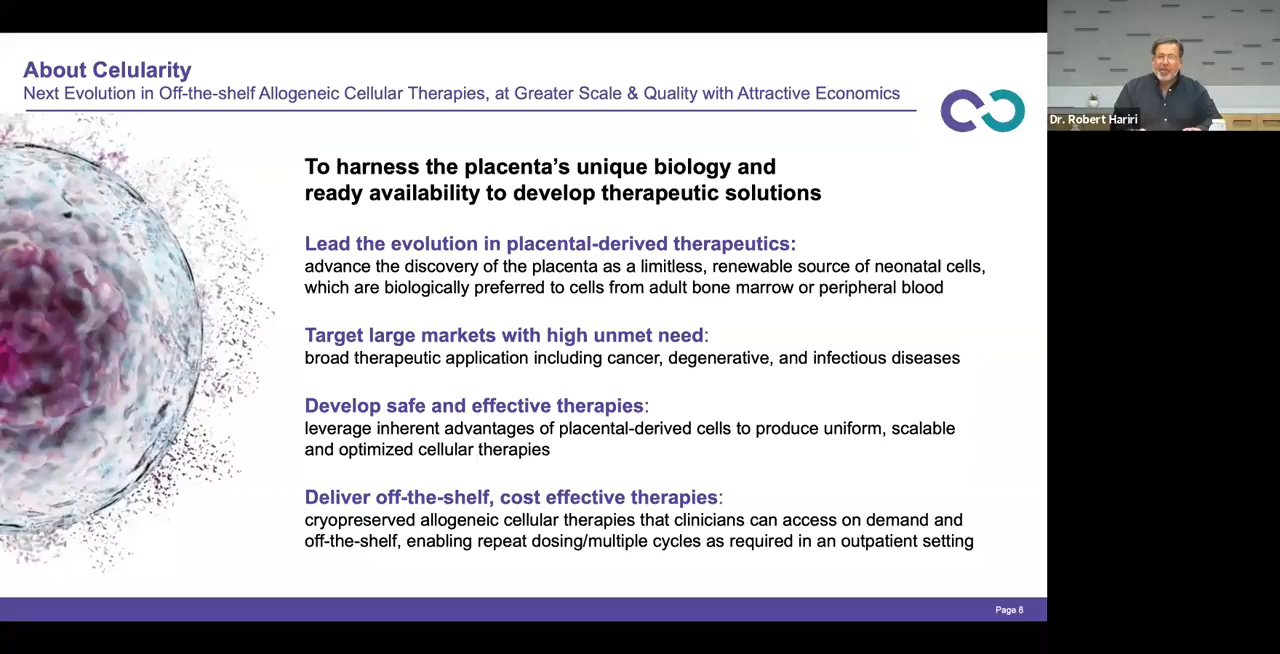 About Celularity
Next Evolution in Off-the-shelf Allogeneic Cellular Therapies, at Greater Scale & Quality with Attractive Economics
Dr. Robert Hariri
To harness the placenta's unique biology and
ready availability to develop therapeutic solutions
Lead the evolution in placental-derived therapeutics:
advance the discovery of the placenta as a limitless, renewable source of neonatal cells,
which are biologically preferred to cells from adult bone marrow or peripheral blood
Target large markets with high unmet need:
broad therapeutic application including cancer, degenerative, and infectious diseases
Develop safe and effective therapies:
leverage inherent advantages of placental-derived cells to produce uniform, scalable
and optimized cellular therapies
Deliver off-the-shelf, cost effective therapies:
cryopreserved allogeneic cellular therapies that clinicians can access on demand and
off-the-shelf, enabling repeat dosing/multiple cycles as required in an outpatient setting
Page 8